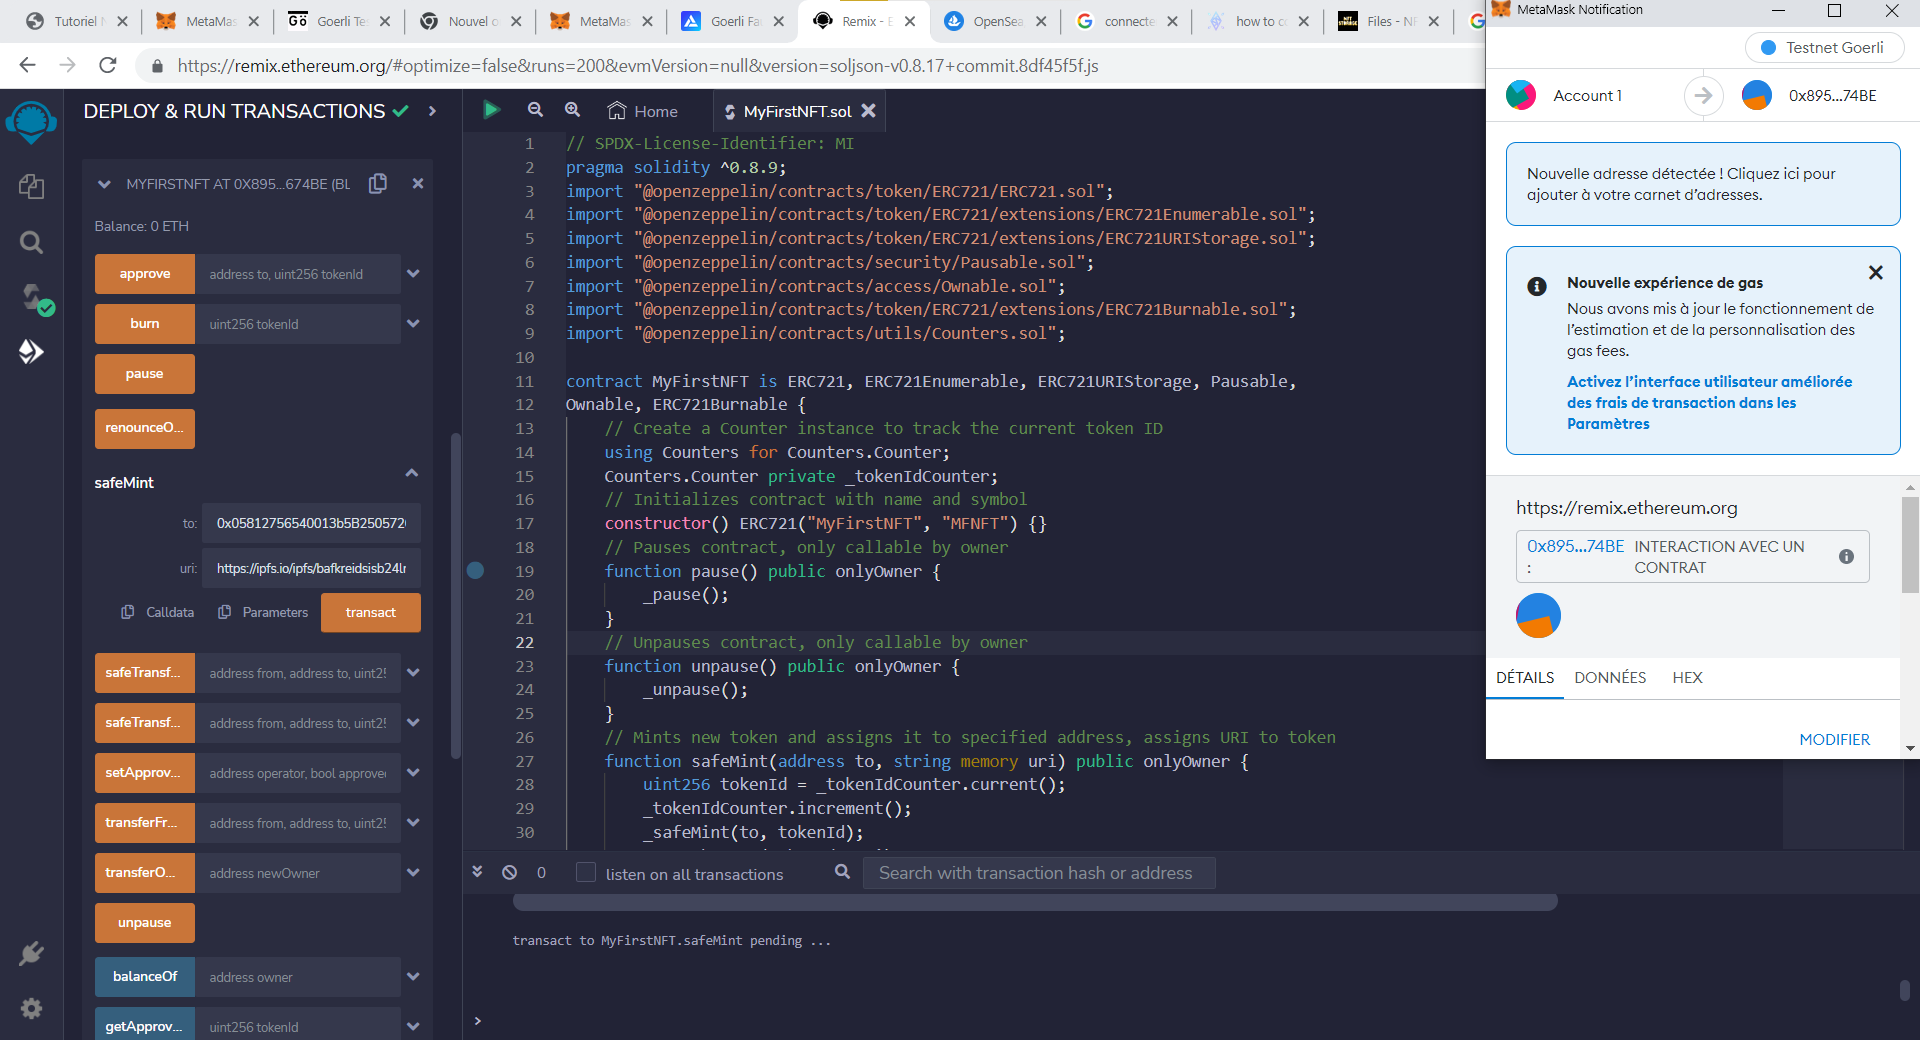 Tutoriel N
MetaMas
Goerli Tes
Nouvel o
MetaMas
Goerli Fa
Remix - E
OpenSea
connecte
how to c
Files - NF
https://remix.ethereum.org/#optimize=false&runs=200&evmVersion=null&version=soljson-v0.8.17+commit.8df45f5f.js
DEPLOY & RUN TRANSACTIONS
MYFIRSTNFT AT 0X895...674BE (BL
Balance: 0 ETH
approve address to, uint256 tokenId
burn uint256 tokenId
pause
renounceO...
safeMint
to: 0x05812756540013b5B250572
uri: https://ipfs.io/ipfs/bafkreidsisb24lr
Calldata Parameters transact
safeTransf... address from, address to, uint25
safeTransf... address from, address to, uint25
setApprov... address operator, bool approved
transferFr... address from, address to, uint25
transferO... address newOwner
unpause
balanceOf address owner
getApprov... uint256 tokenId
Home MyFirstNFT.sol
1 // SPDX-License-Identifier: MI
2 pragma solidity ^0.8.9;
3 import "@openzeppelin/contracts/token/ERC721/ERC721.sol";
4 import "@openzeppelin/contracts/token/ERC721/extensions/ERC721Enumerable.sol";
5 import "@openzeppelin/contracts/token/ERC721/extensions/ERC721URIStorage.sol";
6 import "@openzeppelin/contracts/security/Pausable.sol";
7 import "@openzeppelin/contracts/access/Ownable.sol";
8 import "@openzeppelin/contracts/token/ERC721/extensions/ERC721Burnable.sol";
9 import "@openzeppelin/contracts/utils/Counters.sol";
10
11 contract MyFirstNFT is ERC721, ERC721Enumerable, ERC721URIStorage, Pausable,
12 Ownable, ERC721Burnable {
13 // Create a Counter instance to track the current token ID
14 using Counters for Counters.Counter;
15 Counters.Counter private _tokenIdCounter;
16 // Initializes contract with name and symbol
17 constructor() ERC721("MyFirstNFT", "MFNFT") {}
18 // Pauses contract, only callable by owner
19 function pause() public onlyOwner {
20 _pause();
21 }
22 // Unpauses contract, only callable by owner
23 function unpause() public onlyOwner {
24 _unpause();
25 }
26 // Mints new token and assigns it to specified address, assigns URI to token
27 function safeMint(address to, string memory uri) public onlyOwner {
28 uint256 tokenId = _tokenIdCounter.current();
29 _tokenIdCounter.increment();
30 _safeMint(to, tokenId);
0 listen on all transactions Search with transaction hash or address
transact to MyFirstNFT.safeMint pending ...
>
MetaMask Notification
Testnet Goerli
Account 1 0x895...74BE
Nouvelle adresse détectée ! Cliquez ici pour
ajouter à votre carnet d'adresses.
Nouvelle expérience de gas
Nous avons mis à jour le fonctionnement de
l'estimation et de la personnalisation des
gas fees.
Activez l'interface utilisateur améliorée
des frais de transaction dans les
Paramètres
https://remix.ethereum.org
0x895...74BE INTERACTION AVEC UN
: CONTRAT
DÉTAILS DONNÉES HEX
MODIFIER